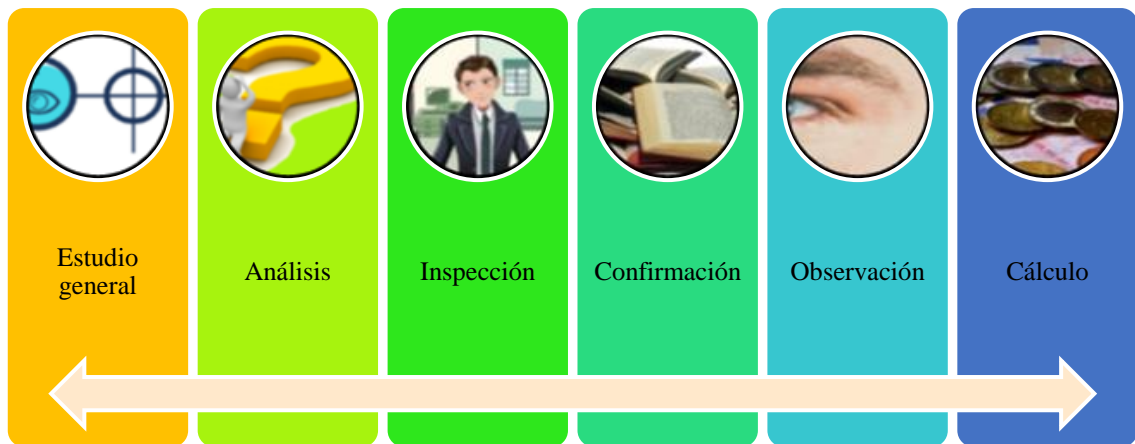 Estudio
general
Análisis
Inspección
Confirmación
Observación
Cálculo